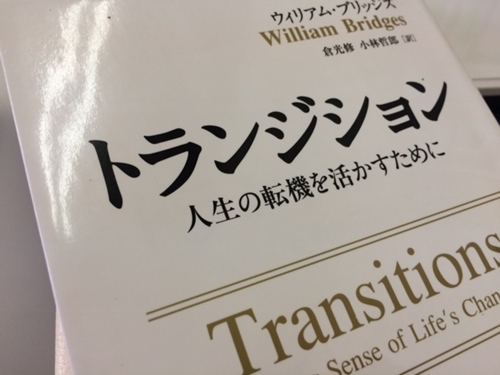 ウィリアム・ブリッジズ
William Bridges
倉光修 小林哲郎 [訳]
トランジション
人生の転機を活かすために
Transitions
Sense of Life's